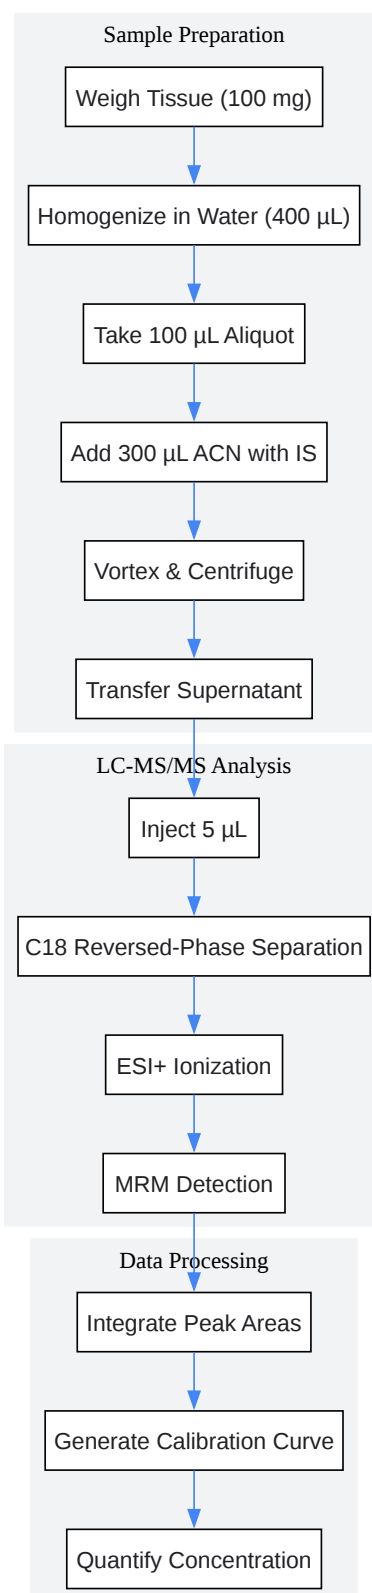 Sample Preparation
Weigh Tissue (100 mg)
Homogenize in Water (400 µL)
Take 100 µL Aliquot
Add 300 µL ACN with IS
Vortex & Centrifuge
Transfer Supernatant
LC-MS/MS Analysis
Inject 5 µL
C18 Reversed-Phase Separation
ESI+ Ionization
MRM Detection
Data Processing
Integrate Peak Areas
Generate Calibration Curve
Quantify Concentration